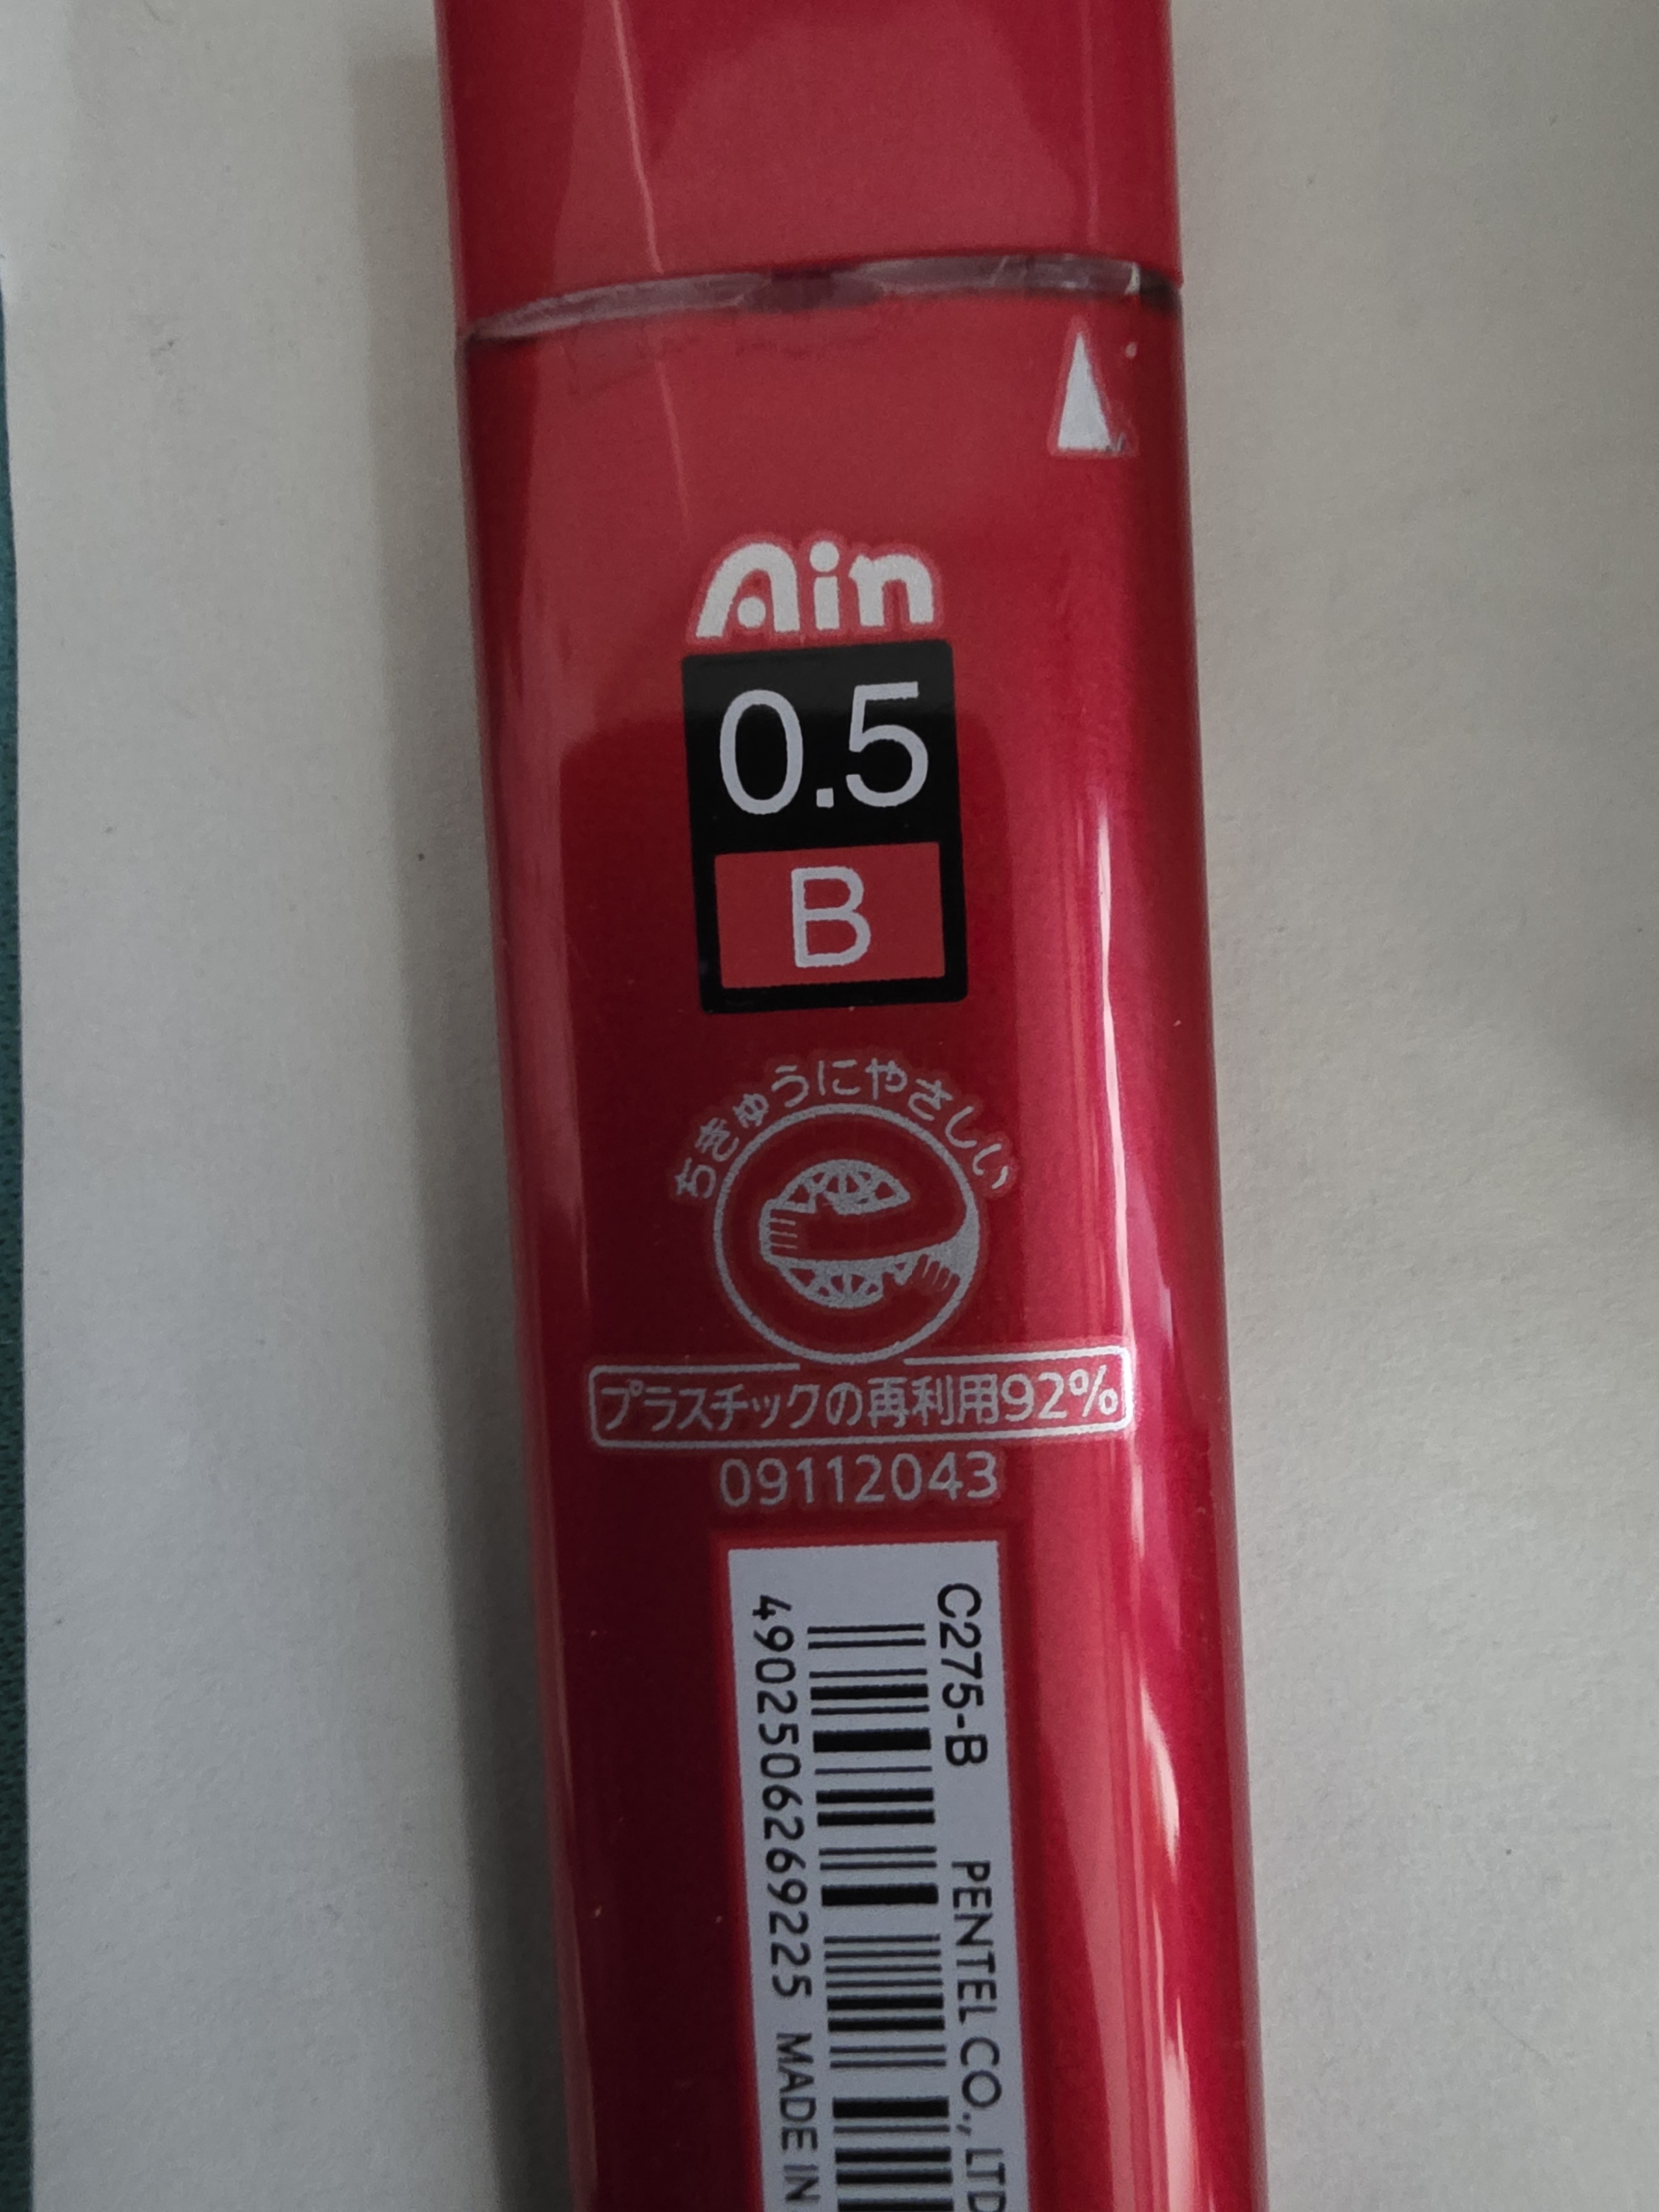 Ain
0.5
B
ちきゅうにやさしい
プラスチックの再利用92%
09112043
C275-B PENTEL CO., LTD
4902506269225 MADE IN